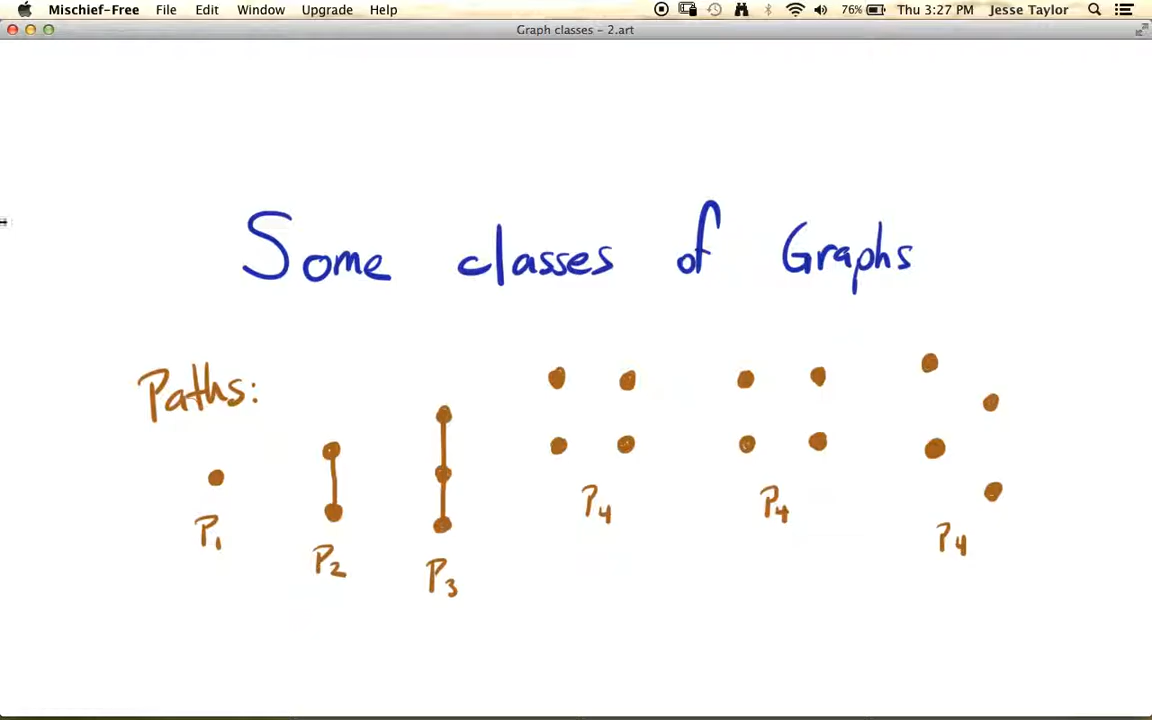 Mischief-Free File Edit Window Upgrade Help 76% Thu 3:27 PM Jesse Taylor
Graph classes - 2.art
Some classes of Graphs
Paths:
P1 P2 P3 P4 P4 P4